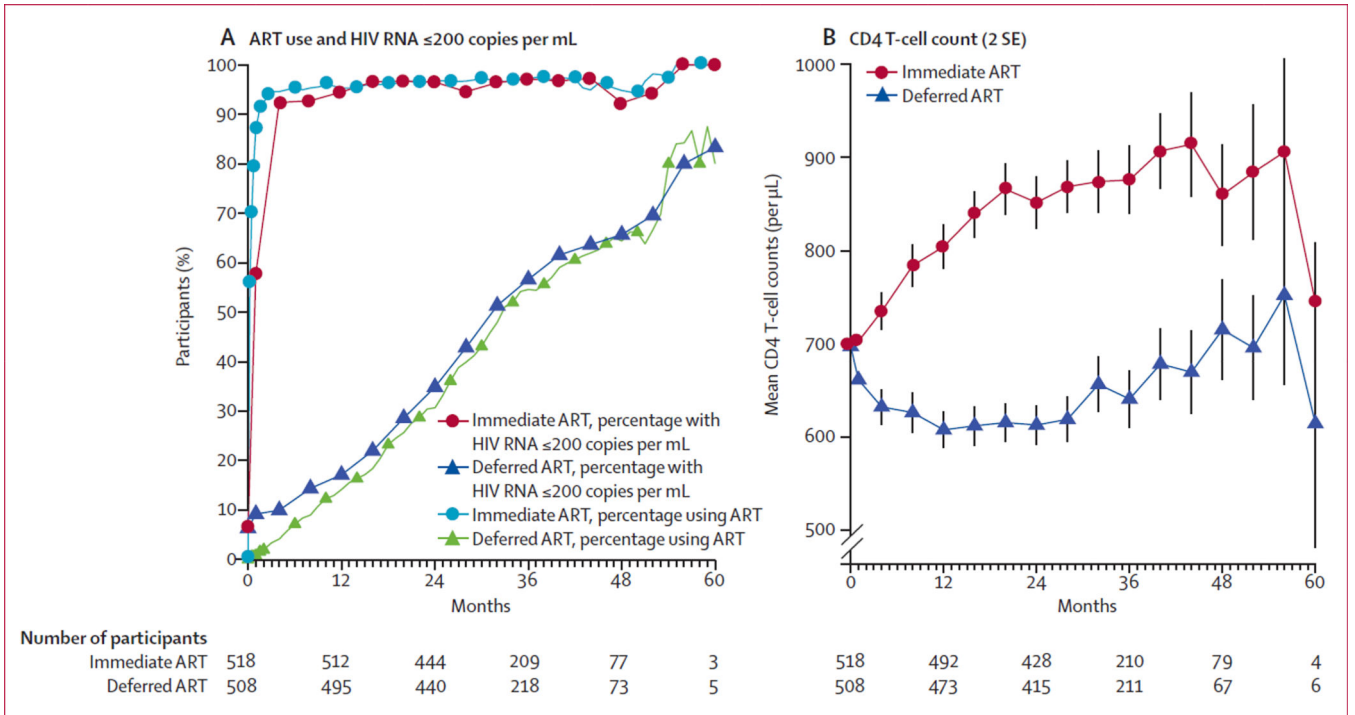 A ART use and HIV RNA ≤200 copies per mL
100
90
80
70
60
50
40
30
20
10
0
Participants (%)
0 12 24 36 48 60
Months
Immediate ART, percentage with
HIV RNA ≤200 copies per mL
Deferred ART, percentage with
HIV RNA ≤200 copies per mL
Immediate ART, percentage using ART
Deferred ART, percentage using ART
B CD4 T-cell count (2 SE)
Immediate ART
Deferred ART
1000
900
800
700
600
500
Mean CD4 T-cell counts (per µL)
0 12 24 36 48 60
Months
Number of participants
Immediate ART 518 512 444 209 77 3 518 492 428 210 79 4
Deferred ART 508 495 440 218 73 5 508 473 415 211 67 6